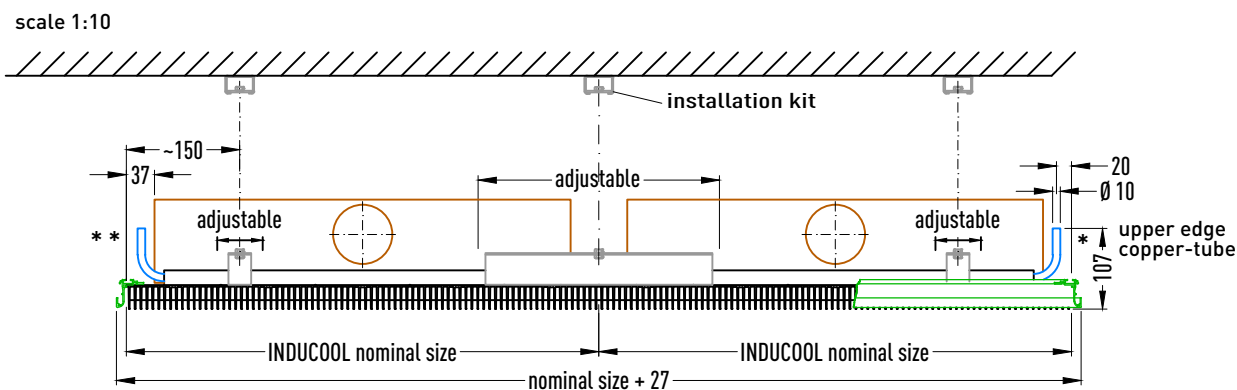 scale 1:10
installation kit
~150
37
adjustable
20
Ø 10
adjustable
adjustable
* *
*
upper edge
copper-tube
107
INDUCOOL nominal size
INDUCOOL nominal size
nominal size + 27